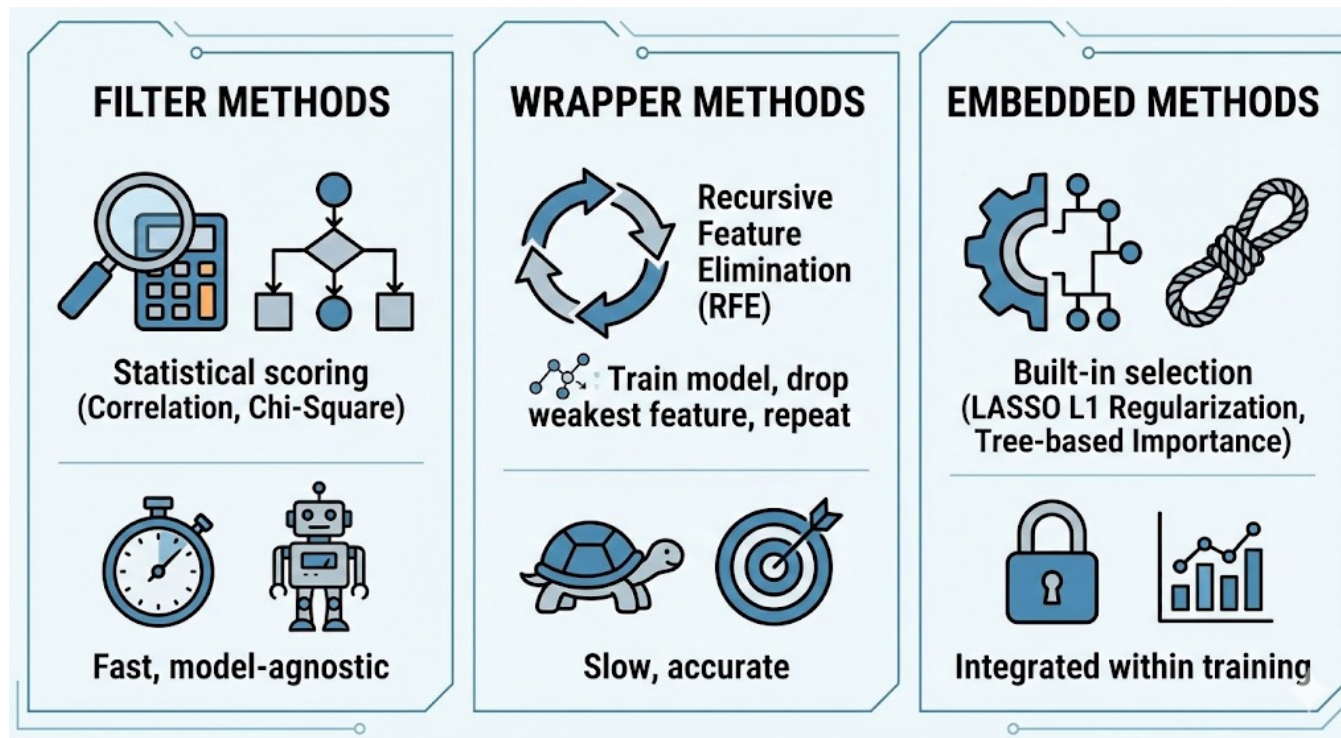 FILTER METHODS
Statistical scoring
(Correlation, Chi-Square)
Fast, model-agnostic
WRAPPER METHODS
Recursive
Feature
Elimination
(RFE)
: Train model, drop
weakest feature, repeat
Slow, accurate
EMBEDDED METHODS
Built-in selection
(LASSO L1 Regularization,
Tree-based Importance)
Integrated within training